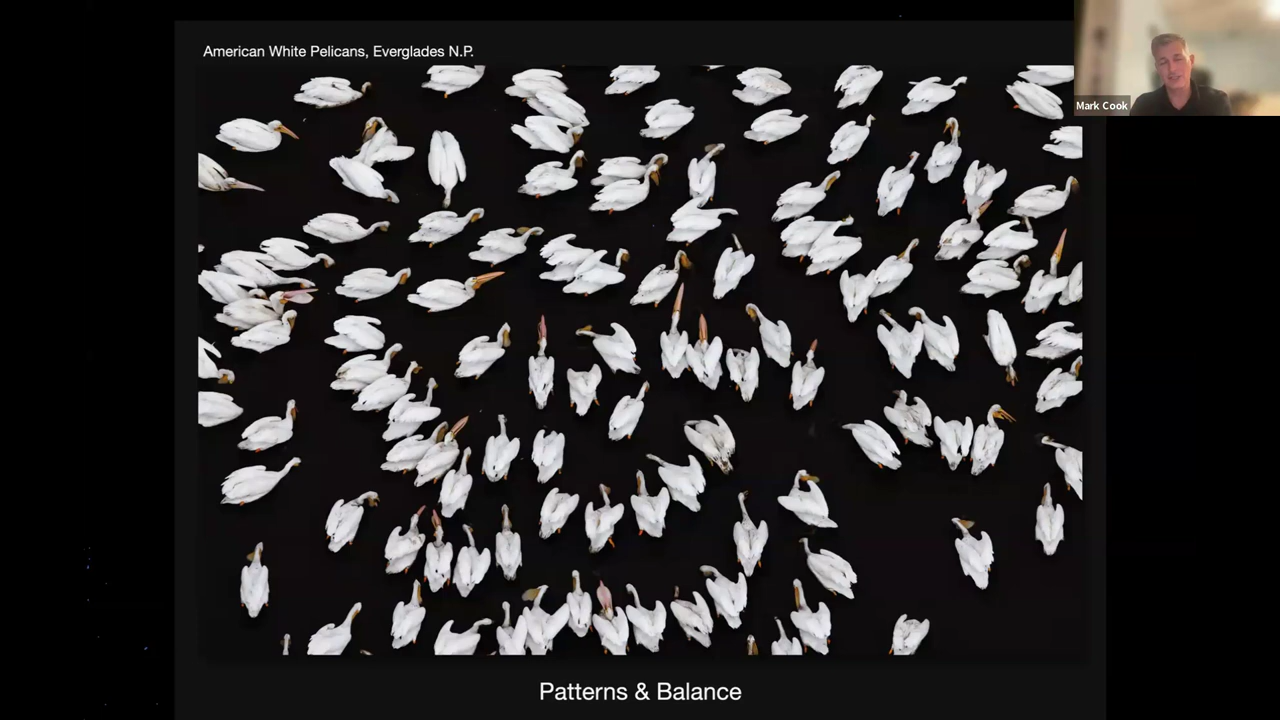 American White Pelicans, Everglades N.P.
Mark Cook
Patterns & Balance